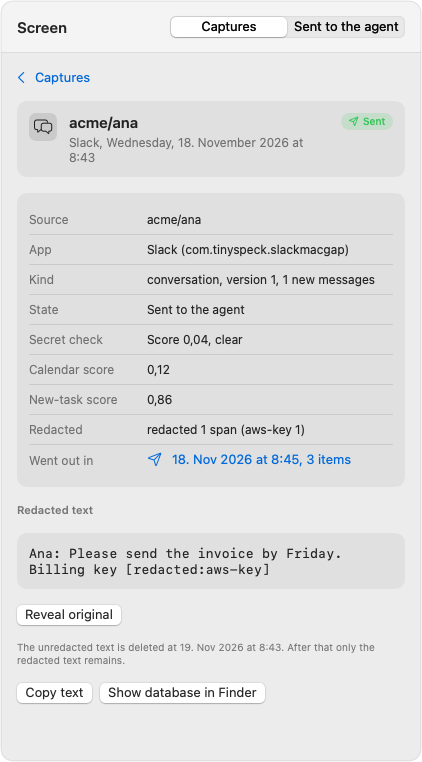 Screen
Captures
Sent to the agent
Captures
acme/ana
Sent
Slack, Wednesday, 18. November 2026 at
8:43
Source acme/ana
App Slack (com.tinyspeck.slackmacgap)
Kind conversation, version 1, 1 new messages
State Sent to the agent
Secret check Score 0,04, clear
Calendar score 0,12
New-task score 0,86
Redacted redacted 1 span (aws-key 1)
Went out in 18. Nov 2026 at 8:45, 3 items
Redacted text
Ana: Please send the invoice by Friday.
Billing key [redacted:aws-key]
Reveal original
The unredacted text is deleted at 19. Nov 2026 at 8:43. After that only the
redacted text remains.
Copy text
Show database in Finder